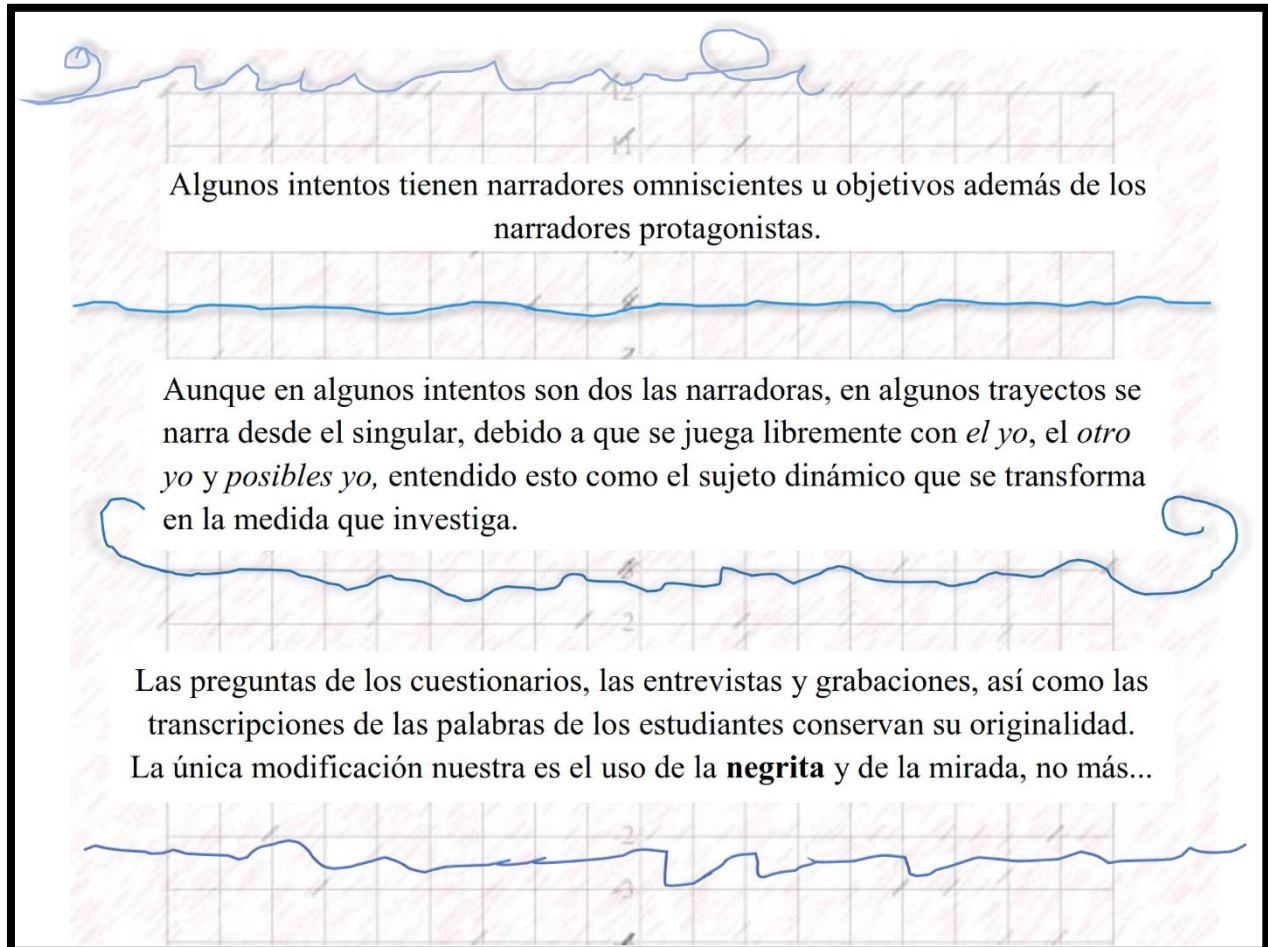 Algunos intentos tienen narradores omniscientes u objetivos además de los
narradores protagonistas.
Aunque en algunos intentos son dos las narradoras, en algunos trayectos se
narra desde el singular, debido a que se juega libremente con el yo, el otro
yo y posibles yo, entendido esto como el sujeto dinámico que se transforma
en la medida que investiga.
Las preguntas de los cuestionarios, las entrevistas y grabaciones, así como las
transcripciones de las palabras de los estudiantes conservan su originalidad.
La única modificación nuestra es el uso de la negrita y de la mirada, no más...